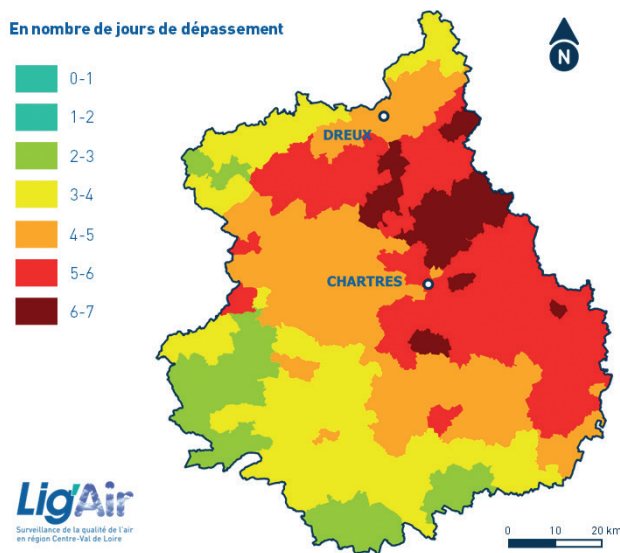 En nombre de jours de dépassement
N
0-1
1-2
2-3
3-4
4-5
5-6
6-7
DREUX
CHARTRES
Lig'Air
Surveillance de la qualité de l'air
en région Centre-Val de Loire
0 10 20 km